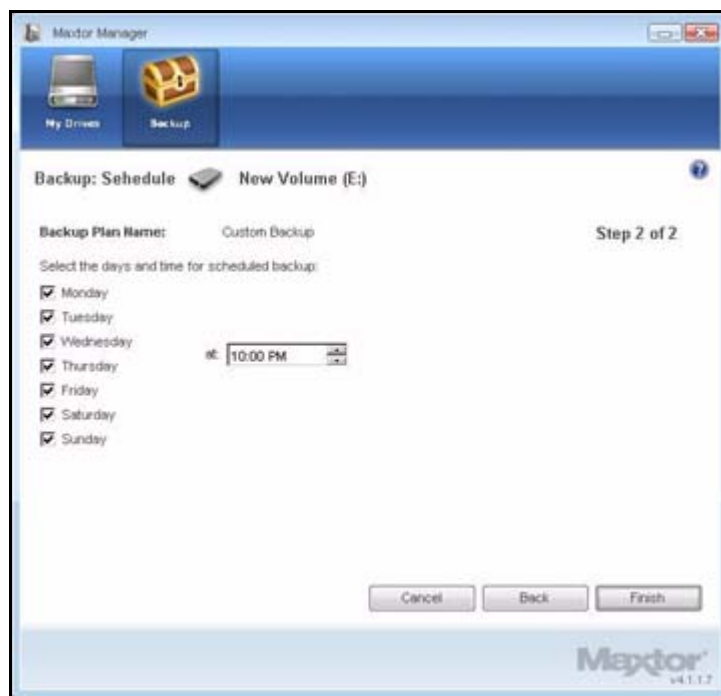 Maxtor Manager
My Drives
Backup
Backup: Schedule New Volume (E:)
Backup Plan Name: Custom Backup Step 2 of 2
Select the days and time for scheduled backup:
Monday
Tuesday
Wednesday
at: 10:00 PM
Thursday
Friday
Saturday
Sunday
Cancel Back Finish
Maxtor
v4.1.1.7